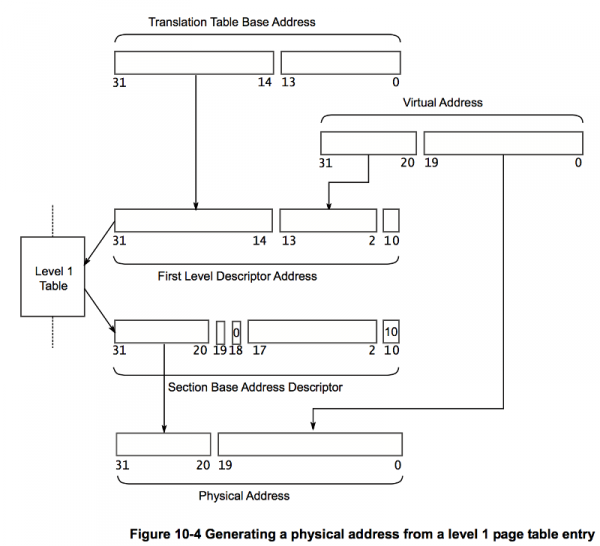 Translation Table Base Address
31 14 13 0
Virtual Address
31 20 19 0
31 14 13 2 1 0
First Level Descriptor Address
Level 1
Table
0 10
31 20 19 18 17 2 1 0
Section Base Address Descriptor
31 20 19 0
Physical Address
Figure 10-4 Generating a physical address from a level 1 page table entry